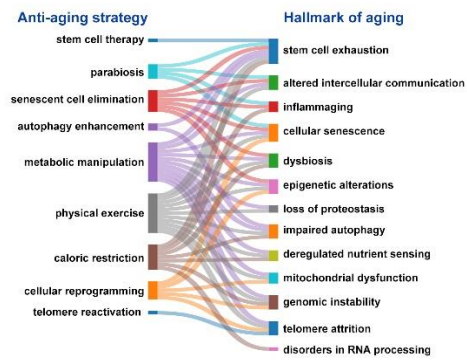 Anti-aging strategy
Hallmark of aging
stem cell therapy
parabiosis
senescent cell elimination
autophagy enhancement
metabolic manipulation
physical exercise
caloric restriction
cellular reprogramming
telomere reactivation
stem cell exhaustion
altered intercellular communication
inflammaging
cellular senescence
dysbiosis
epigenetic alterations
loss of proteostasis
impaired autophagy
deregulated nutrient sensing
mitochondrial dysfunction
genomic instability
telomere attrition
disorders in RNA processing